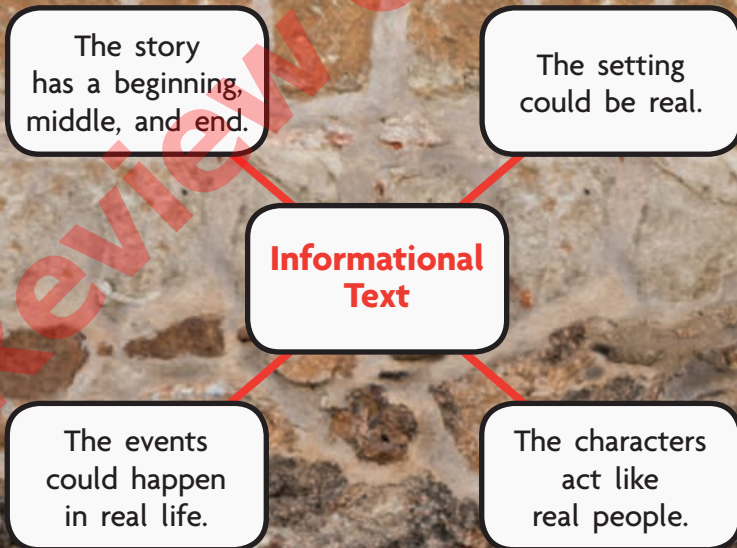 The story
has a beginning,
middle, and end.
The setting
could be real.
Informational
Text
The events
could happen
in real life.
The characters
act like
real people.